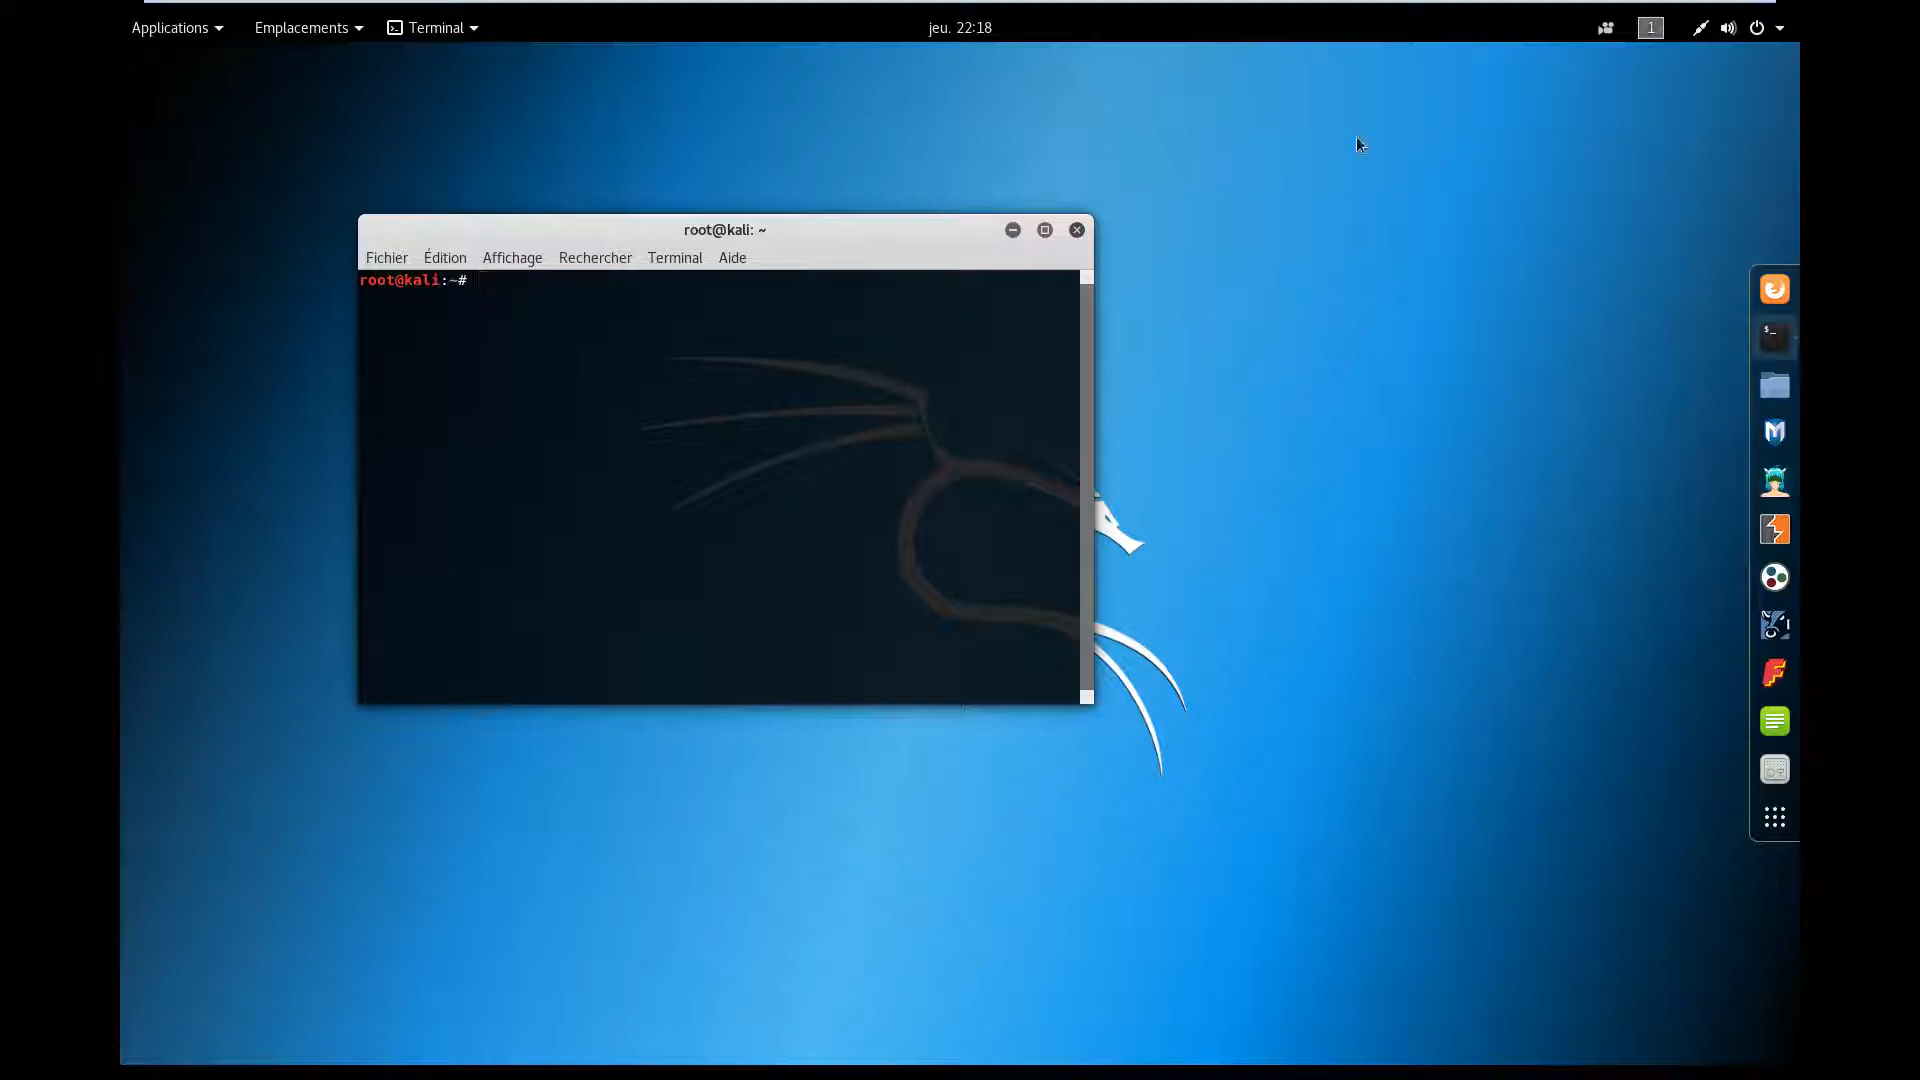 Applications Emplacements Terminal jeu. 22:18 1
root@kali: ~
Fichier Édition Affichage Rechercher Terminal Aide
root@kali:~#
$_